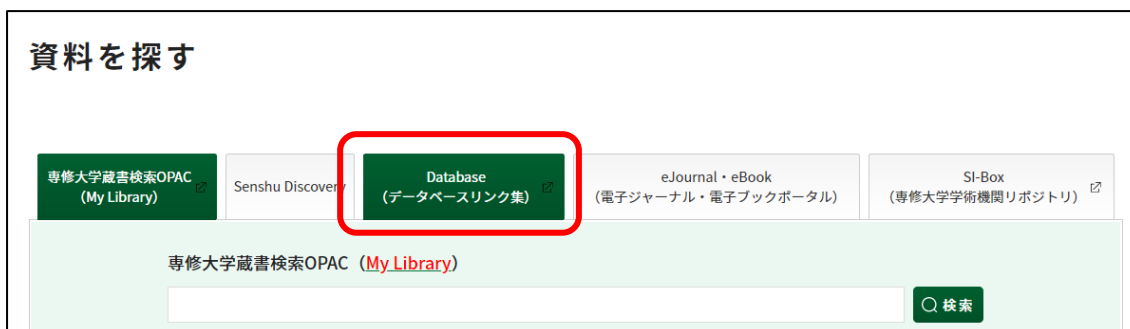 資料を探す
専修大学蔵書検索OPAC
(My Library)
Senshu Discovery
Database
(データベースリンク集)
eJournal・eBook
(電子ジャーナル・電子ブックポータル)
SI-Box
(専修大学学術機関リポジトリ)
専修大学蔵書検索OPAC（My Library）
検索